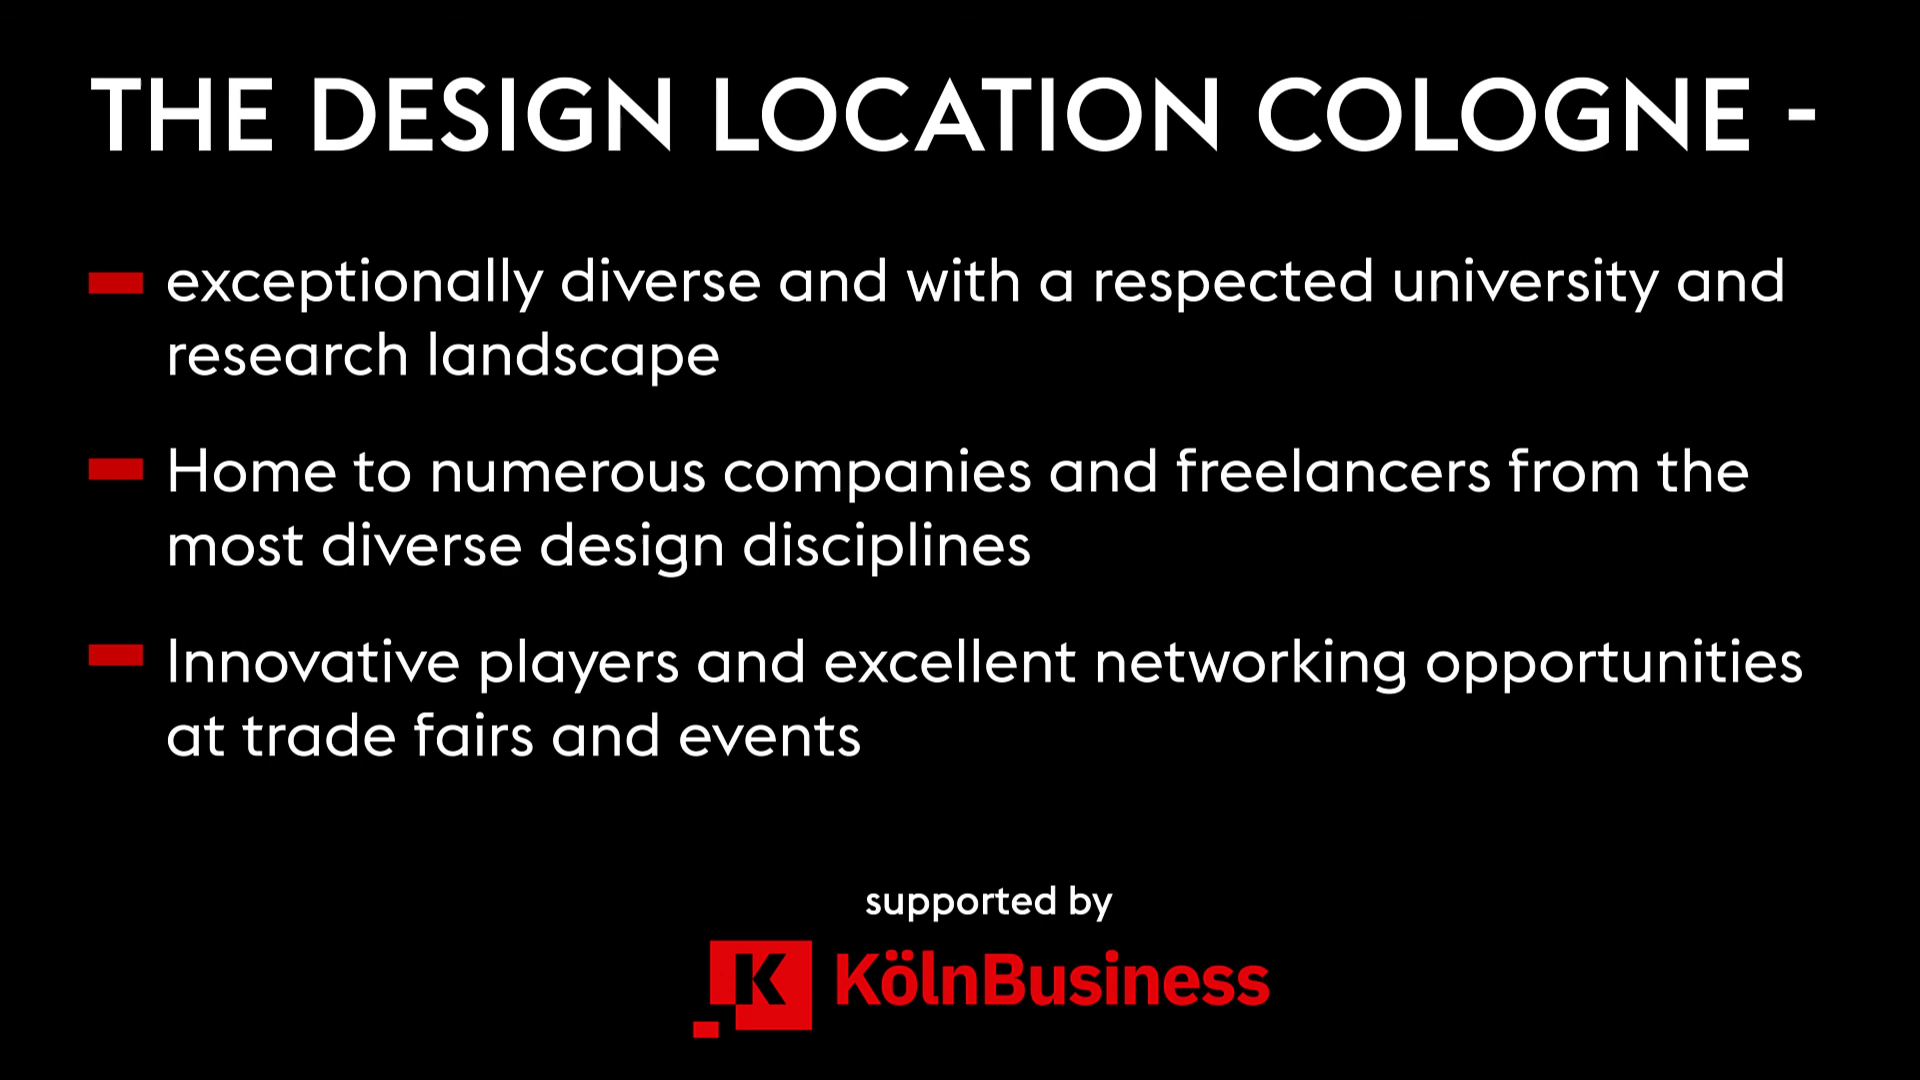 THE DESIGN LOCATION COLOGNE -
exceptionally diverse and with a respected university and
research landscape
Home to numerous companies and freelancers from the
most diverse design disciplines
Innovative players and excellent networking opportunities
at trade fairs and events
supported by
K KölnBusiness